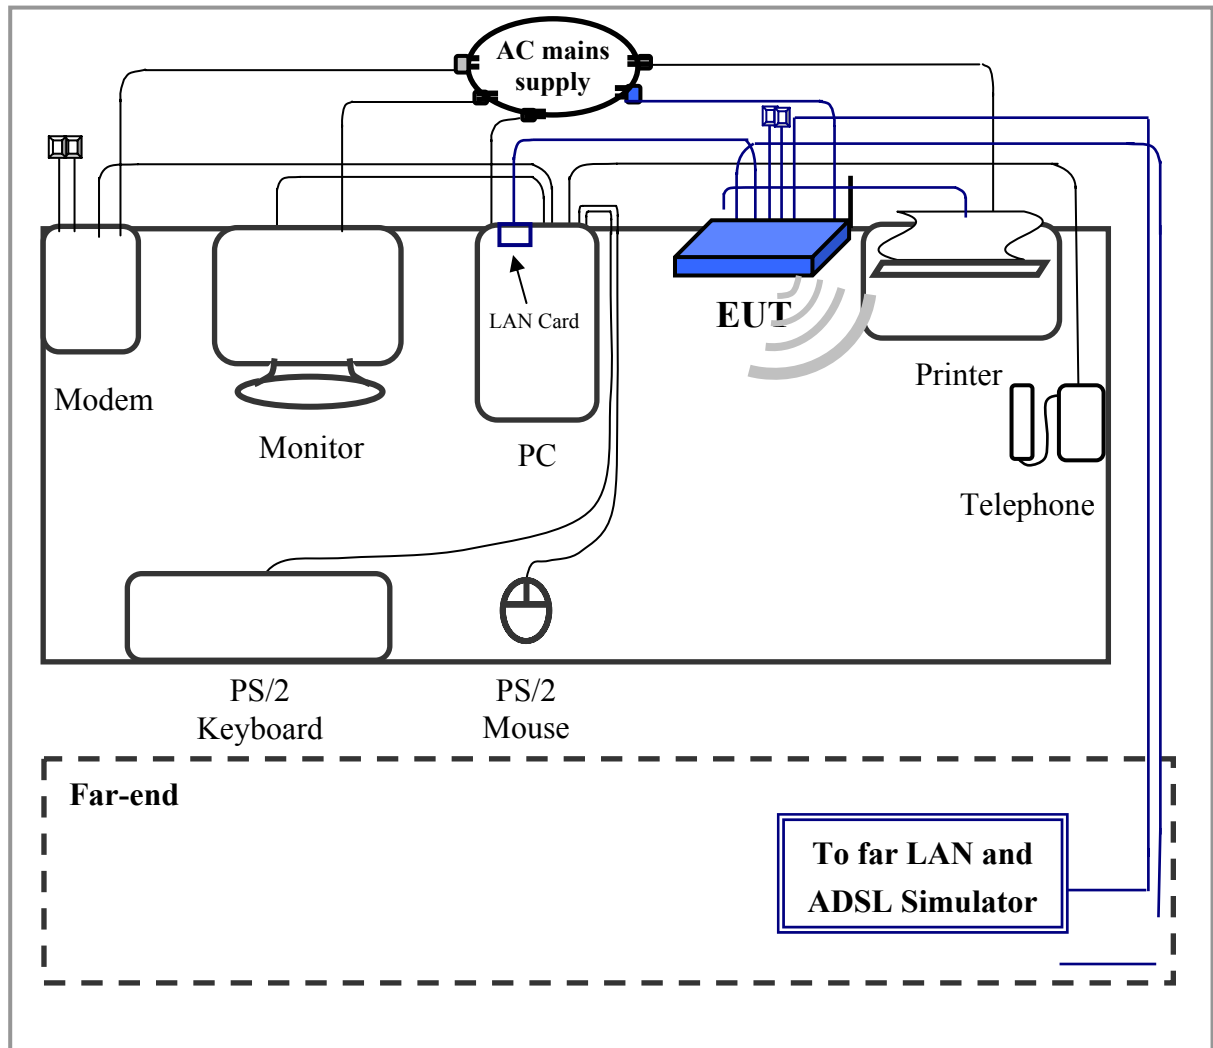 AC mains
supply
LAN Card
EUT
Printer
Modem
Monitor
PC
Telephone
PS/2
Keyboard
PS/2
Mouse
Far-end
To far LAN and
ADSL Simulator